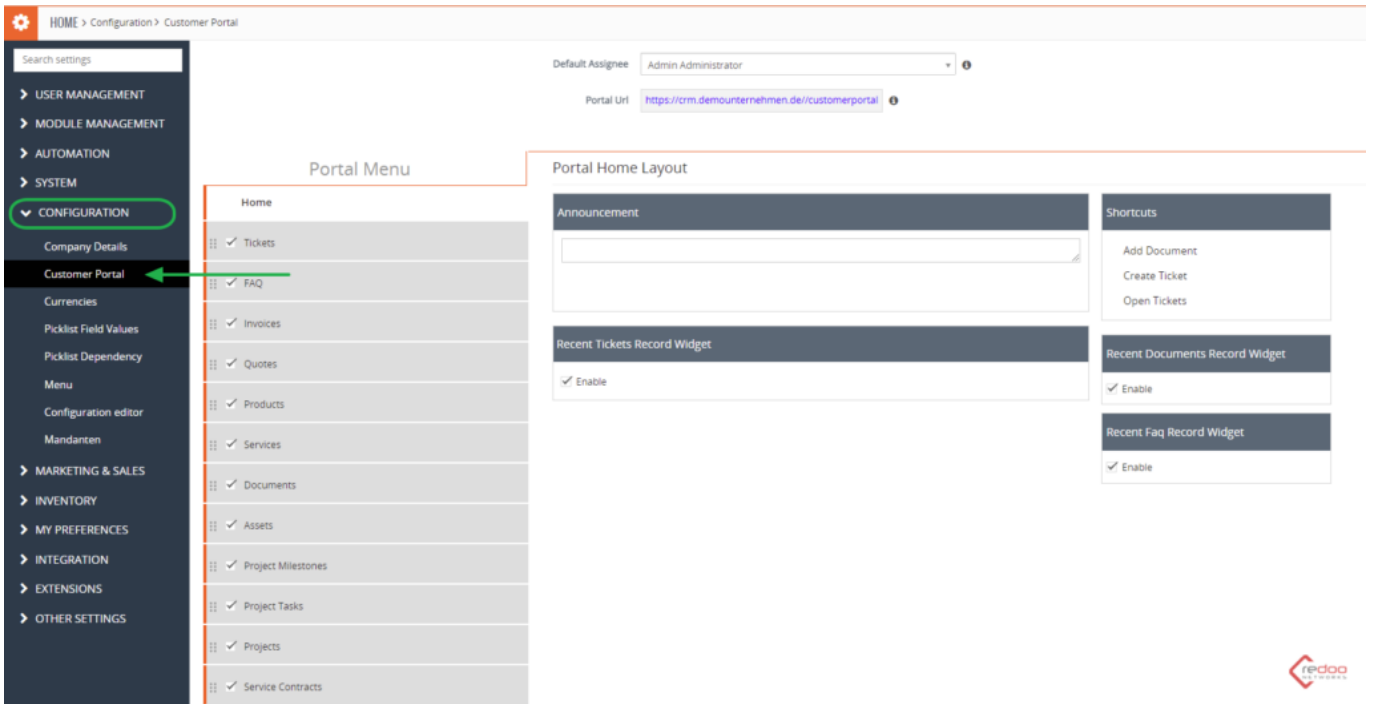 HOME > Configuration > Customer Portal
Search settings
USER MANAGEMENT
MODULE MANAGEMENT
AUTOMATION
SYSTEM
CONFIGURATION
Company Details
Customer Portal
Currencies
Picklist Field Values
Picklist Dependency
Menu
Configuration editor
Mandanten
MARKETING & SALES
INVENTORY
MY PREFERENCES
INTEGRATION
EXTENSIONS
OTHER SETTINGS
Default Assignee Admin Administrator
Portal Url https://crm.demounternehmen.de//customerportal
Portal Menu
Home
Tickets
FAQ
Invoices
Quotes
Products
Services
Documents
Assets
Project Milestones
Project Tasks
Projects
Service Contracts
Portal Home Layout
Announcement
Recent Tickets Record Widget
Enable
Shortcuts
Add Document
Create Ticket
Open Tickets
Recent Documents Record Widget
Enable
Recent Faq Record Widget
Enable
redoo
NETWORKS